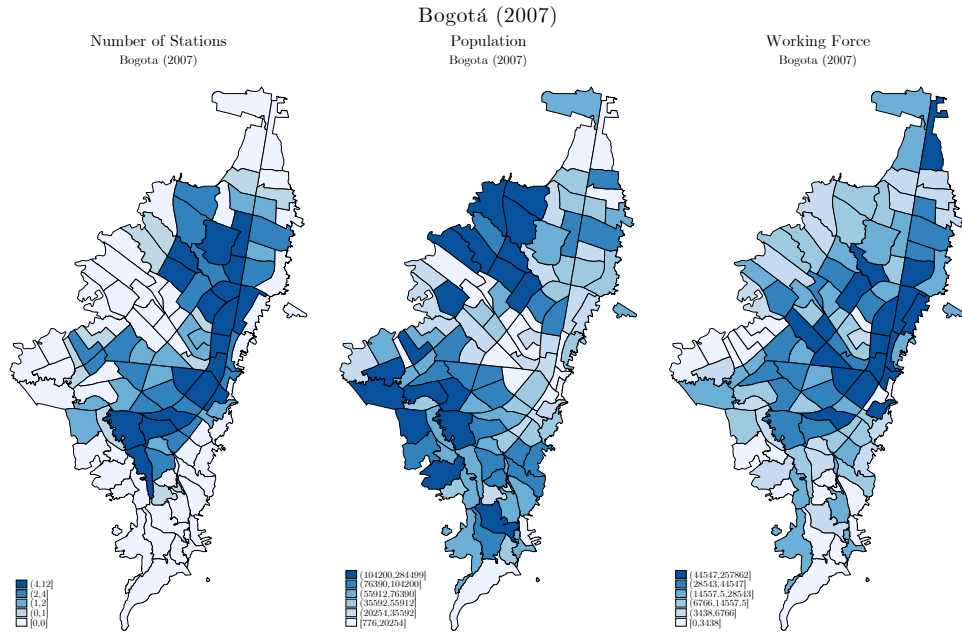 Bogotá (2007)
Number of Stations
Bogota (2007)
(4,12]
(2,4]
(1,2]
(0,1]
[0,0]
Population
Bogota (2007)
(104200,284499]
(76390,104200]
(55912,76390]
(35592,55912]
(20254,35592]
[776,20254]
Working Force
Bogota (2007)
(44547,257862]
(28543,44547]
(14557.5,28543]
(6766,14557.5]
(3438,6766]
[0,3438]